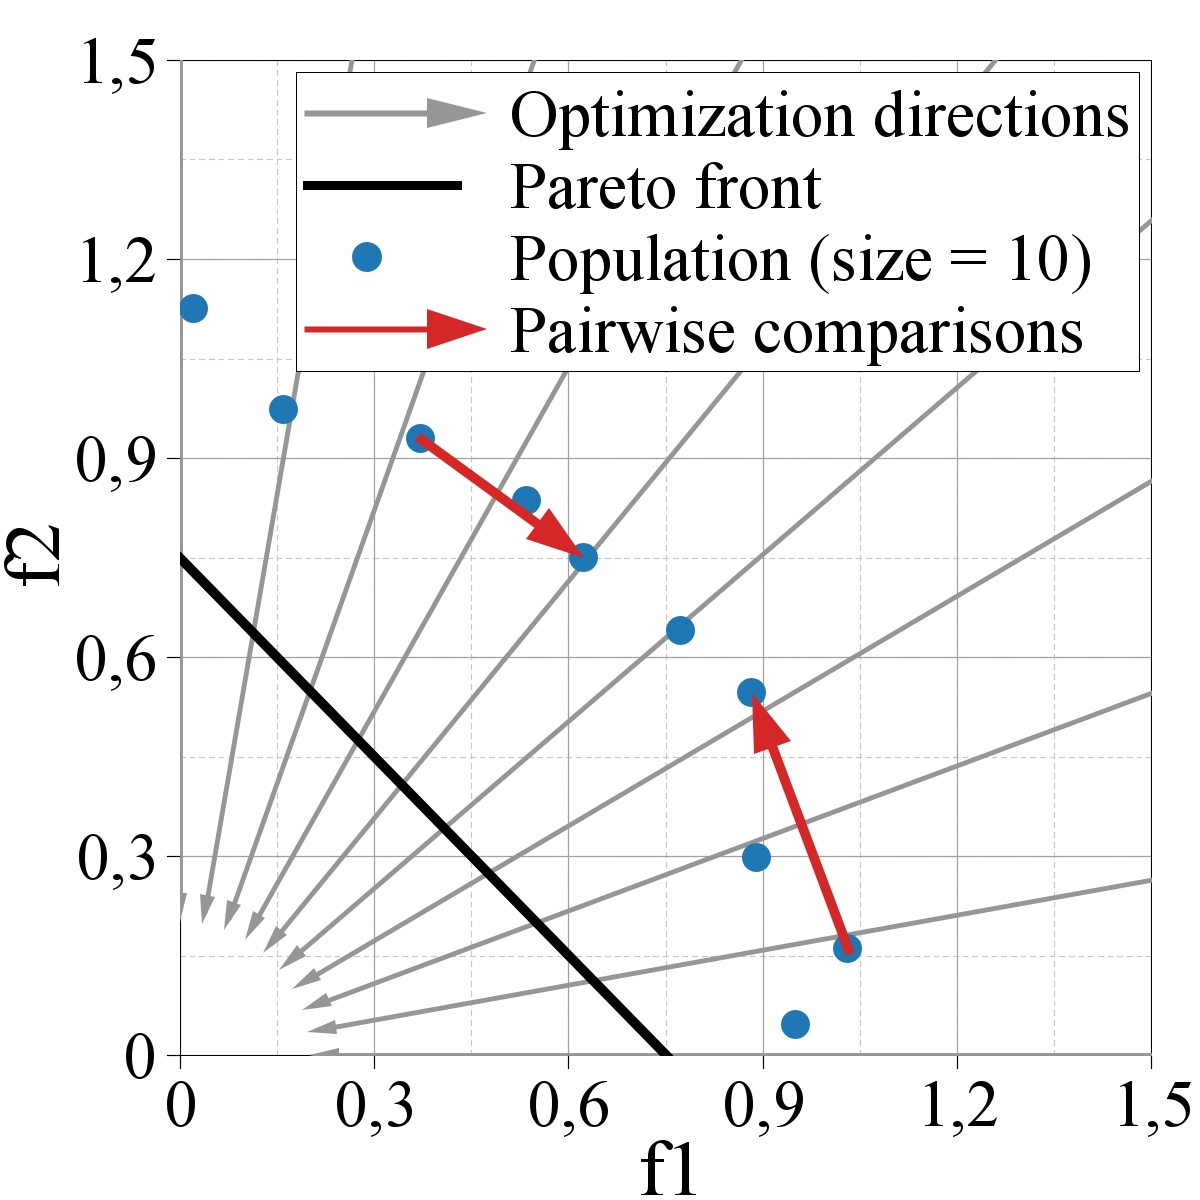 1,5
1,2
0,9
0,6
0,3
0
f2
Optimization directions
Pareto front
Population (size = 10)
Pairwise comparisons
0 0,3 0,6 0,9 1,2 1,5
f1